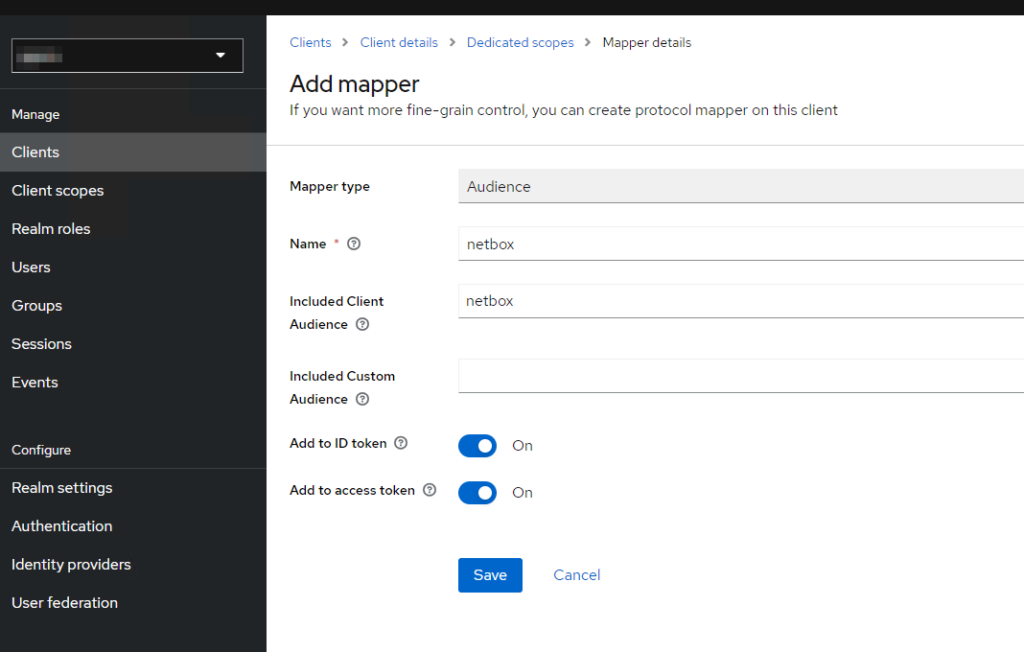 Clients > Client details > Dedicated scopes > Mapper details
Add mapper
If you want more fine-grain control, you can create protocol mapper on this client
Manage
Clients
Client scopes
Realm roles
Users
Groups
Sessions
Events
Configure
Realm settings
Authentication
Identity providers
User federation
Mapper type
Audience
Name *
netbox
Included Client
Audience
netbox
Included Custom
Audience
Add to ID token
On
Add to access token
On
Save
Cancel